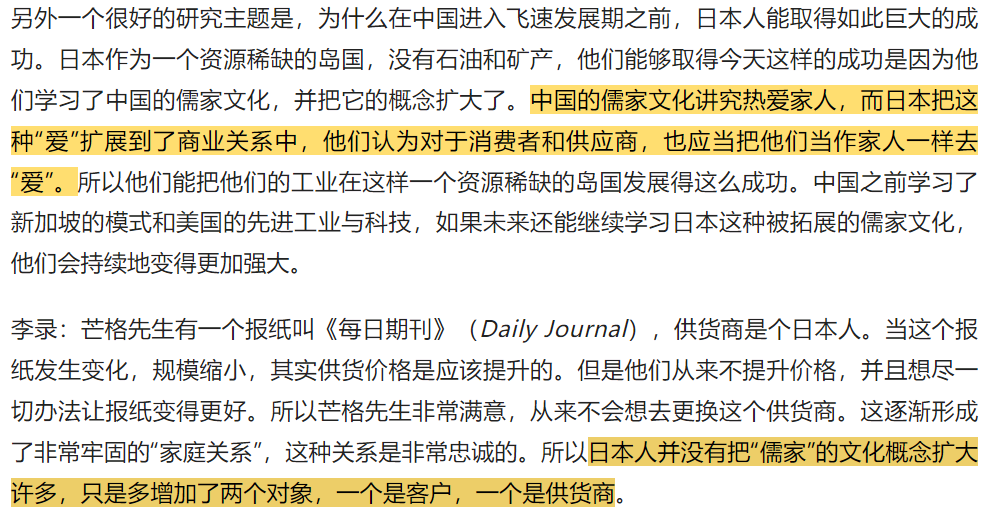 另外一个很好的研究主题是，为什么在中国进入飞速发展期之前，日本人能取得如此巨大的成
功。日本作为一个资源稀缺的岛国，没有石油和矿产，他们能够取得今天这样的成功是因为他
们学习了中国的儒家文化，并把它的概念扩大了。中国的儒家文化讲究热爱家人，而日本把这
种“爱”扩展到了商业关系中，他们认为对于消费者和供应商，也应当把他们当作家人一样去
“爱”。所以他们能把他们的工业在这样一个资源稀缺的岛国发展得这么成功。中国之前学习了
新加坡的模式和美国的先进工业与科技，如果未来还能继续学习日本这种被拓展的儒家文化，
他们会持续地变得更加强大。
李录：芒格先生有一个报纸叫《每日期刊》（Daily Journal），供货商是个日本人。当这个报
纸发生变化，规模缩小，其实供货价格是应该提升的。但是他们从来不提升价格，并且想尽一
切办法让报纸变得更好。所以芒格先生非常满意，从来不会想去更换这个供货商。这逐渐形成
了非常牢固的“家庭关系”，这种关系是非常忠诚的。所以日本人并没有把“儒家”的文化概念扩大
许多，只是多增加了两个对象，一个是客户，一个是供货商。